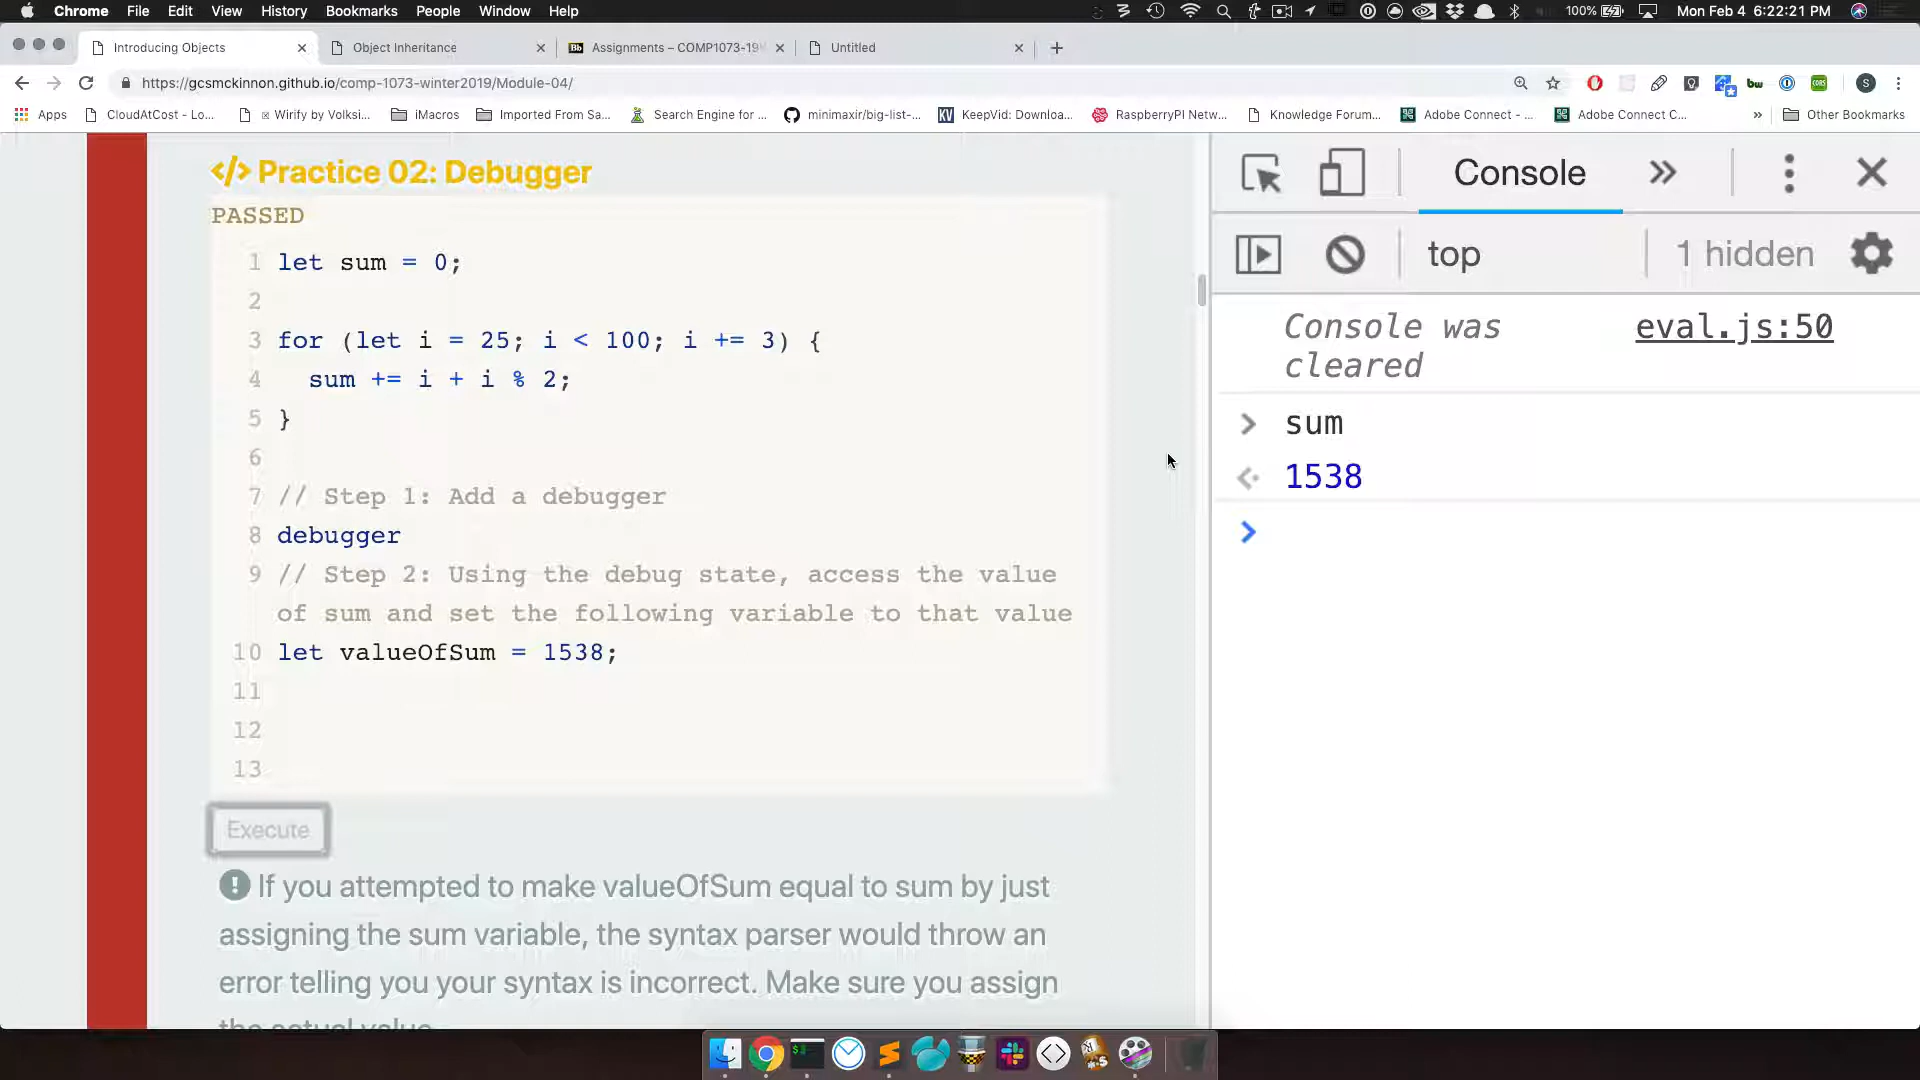 Chrome File Edit View History Bookmarks People Window Help 100% Mon Feb 4 6:22:21 PM
Introducing Objects Object Inheritance Bb Assignments – COMP1073-19 Untitled
https://gcsmckinnon.github.io/comp-1073-winter2019/Module-04/
Apps CloudAtCost - Lo... Wirify by Volksi... iMacros Imported From Sa... Search Engine for ... minimaxir/big-list-... KV KeepVid: Downloa... RaspberryPI Netw... Knowledge Forum... Adobe Connect - ... Adobe Connect C... » Other Bookmarks
</> Practice 02: Debugger
PASSED
1 let sum = 0;
2
3 for (let i = 25; i < 100; i += 3) {
4 sum += i + i % 2;
5 }
6
7 // Step 1: Add a debugger
8 debugger
9 // Step 2: Using the debug state, access the value
of sum and set the following variable to that value
10 let valueOfSum = 1538;
11
12
13
Execute
If you attempted to make valueOfSum equal to sum by just
assigning the sum variable, the syntax parser would throw an
error telling you your syntax is incorrect. Make sure you assign
the actual value
Console »
top 1 hidden
Console was eval.js:50
cleared
> sum
1538
>